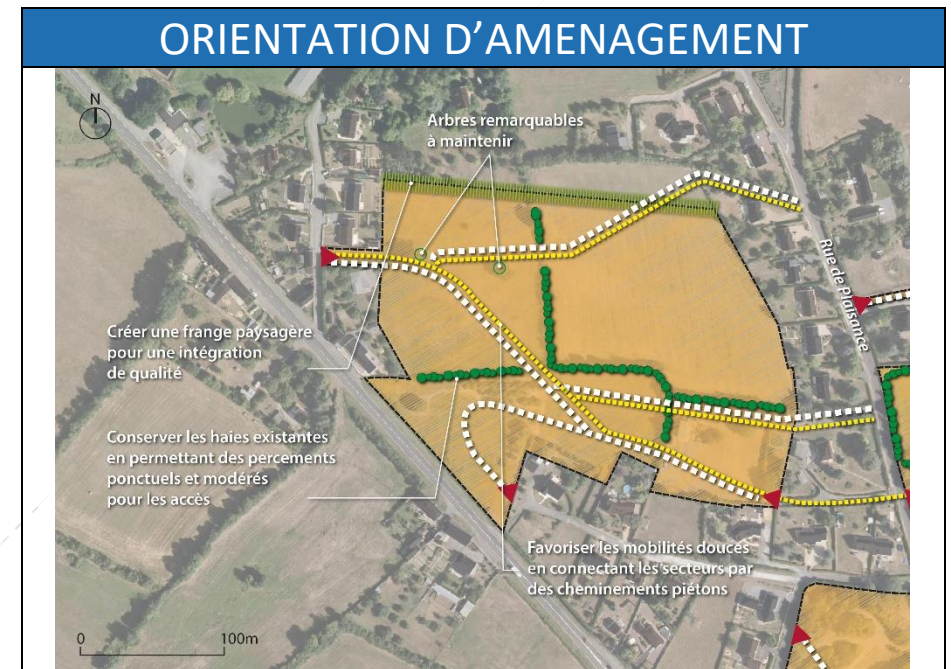 ORIENTATION D'AMENAGEMENT
N
Arbres remarquables
à maintenir
Rue de Plaisance
Créer une frange paysagère
pour une intégration
de qualité
Conserver les haies existantes
en permettant des percements
ponctuels et modérés
pour les accès
Favoriser les mobilités douces
en connectant les secteurs par
des cheminements piétons
0
100m